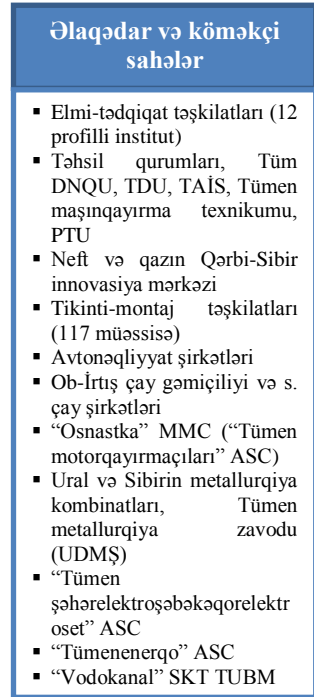 Əlaqədar və köməkçi
sahələr
▪ Elmi-tədqiqat təşkilatları (12
profilli institut)
▪ Təhsil qurumları, Tüm
DNQU, TDU, TAİS, Tümen
maşınqayırma texnikumu,
PTU
▪ Neft və qazın Qərbi-Sibir
innovasiya mərkəzi
▪ Tikinti-montaj təşkilatları
(117 müəssisə)
▪ Avtonəqliyyat şirkətləri
▪ Ob-İrtış çay gəmiçiliyi və s.
çay şirkətləri
▪ “Osnastka” MMC (“Tümen
motorqayırmaçıları” ASC)
▪ Ural və Sibirin metallurqiya
kombinatları, Tümen
metallurqiya zavodu
(UDMŞ)
▪ “Tümen
şəhərelektroşəbəkəqorelektr
oset” ASC
▪ “Tümenenerqo” ASC
▪ “Vodokanal” SKT TUBM